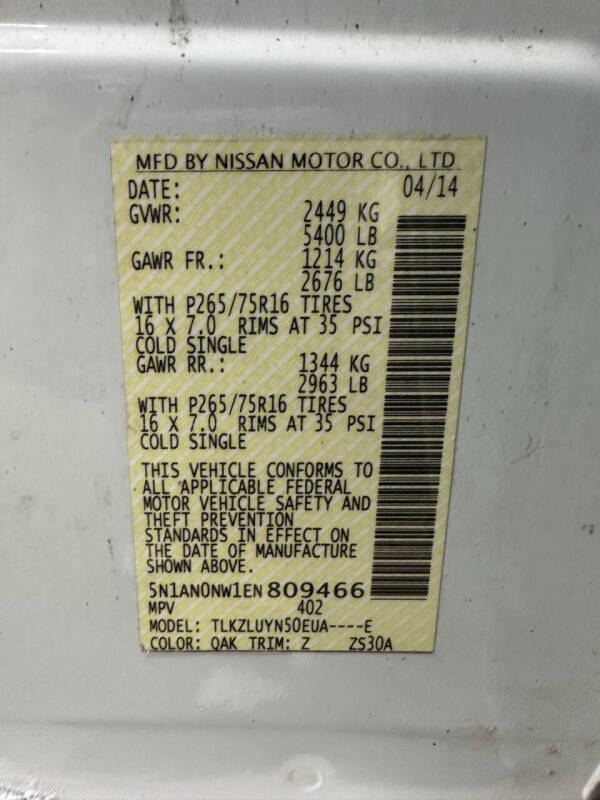 MFD BY NISSAN MOTOR CO., LTD
DATE: 04/14
GVWR: 2449 KG
5400 LB
GAWR FR.: 1214 KG
2676 LB
WITH P265/75R16 TIRES
16 X 7.0 RIMS AT 35 PSI
COLD SINGLE
GAWR RR.: 1344 KG
2963 LB
WITH P265/75R16 TIRES
16 X 7.0 RIMS AT 35 PSI
COLD SINGLE
THIS VEHICLE CONFORMS TO
ALL APPLICABLE FEDERAL
MOTOR VEHICLE SAFETY AND
THEFT PREVENTION
STANDARDS IN EFFECT ON
THE DATE OF MANUFACTURE
SHOWN ABOVE.
5N1AN0NW1EN 809466
MPV 402
MODEL: TLKZLUYN50EUA----E
COLOR: QAK TRIM: Z ZS30A